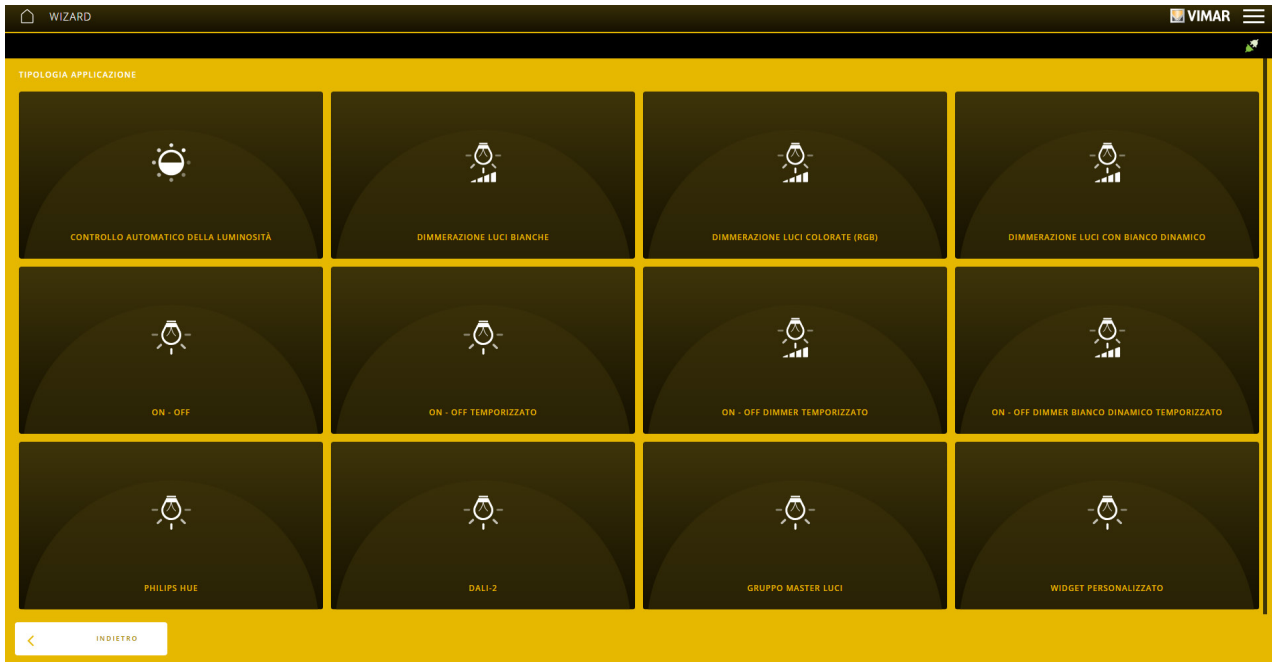 WIZARD
VIMAR
TIPOLOGIA APPLICAZIONE
CONTROLLO AUTOMATICO DELLA LUMINOSITÀ
DIMMERAZIONE LUCI BIANCHE
DIMMERAZIONE LUCI COLORATE (RGB)
DIMMERAZIONE LUCI CON BIANCO DINAMICO
ON - OFF
ON - OFF TEMPORIZZATO
ON - OFF DIMMER TEMPORIZZATO
ON - OFF DIMMER BIANCO DINAMICO TEMPORIZZATO
PHILIPS HUE
DALI-2
GRUPPO MASTER LUCI
WIDGET PERSONALIZZATO
INDIETRO